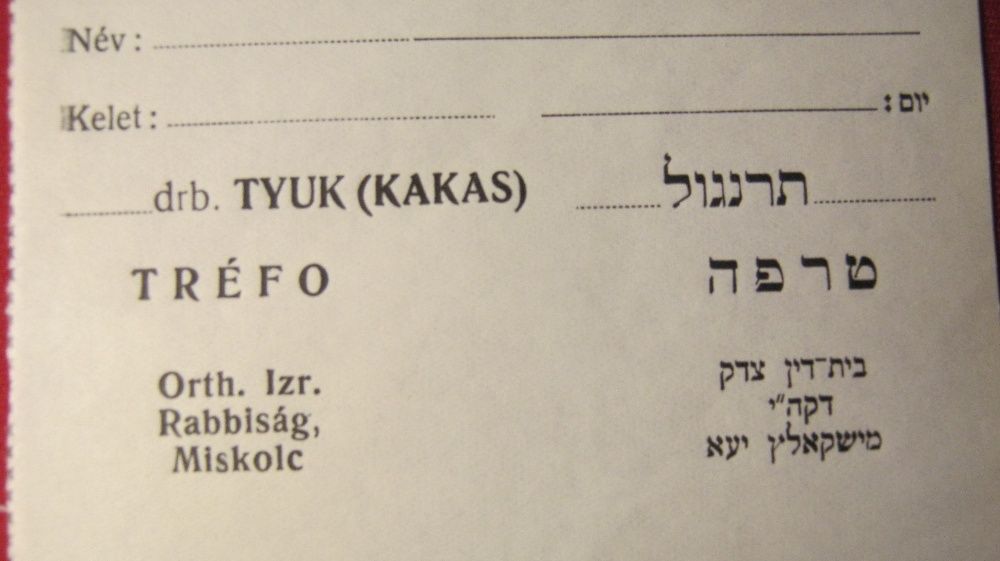 Név :
Kelet : יום :
drb. TYUK (KAKAS) תרנגול
TRÉFO טרפה
Orth. Izr. בית־דין צדק
Rabbiság, דקה״י
Miskolc מישקאלץ יעא